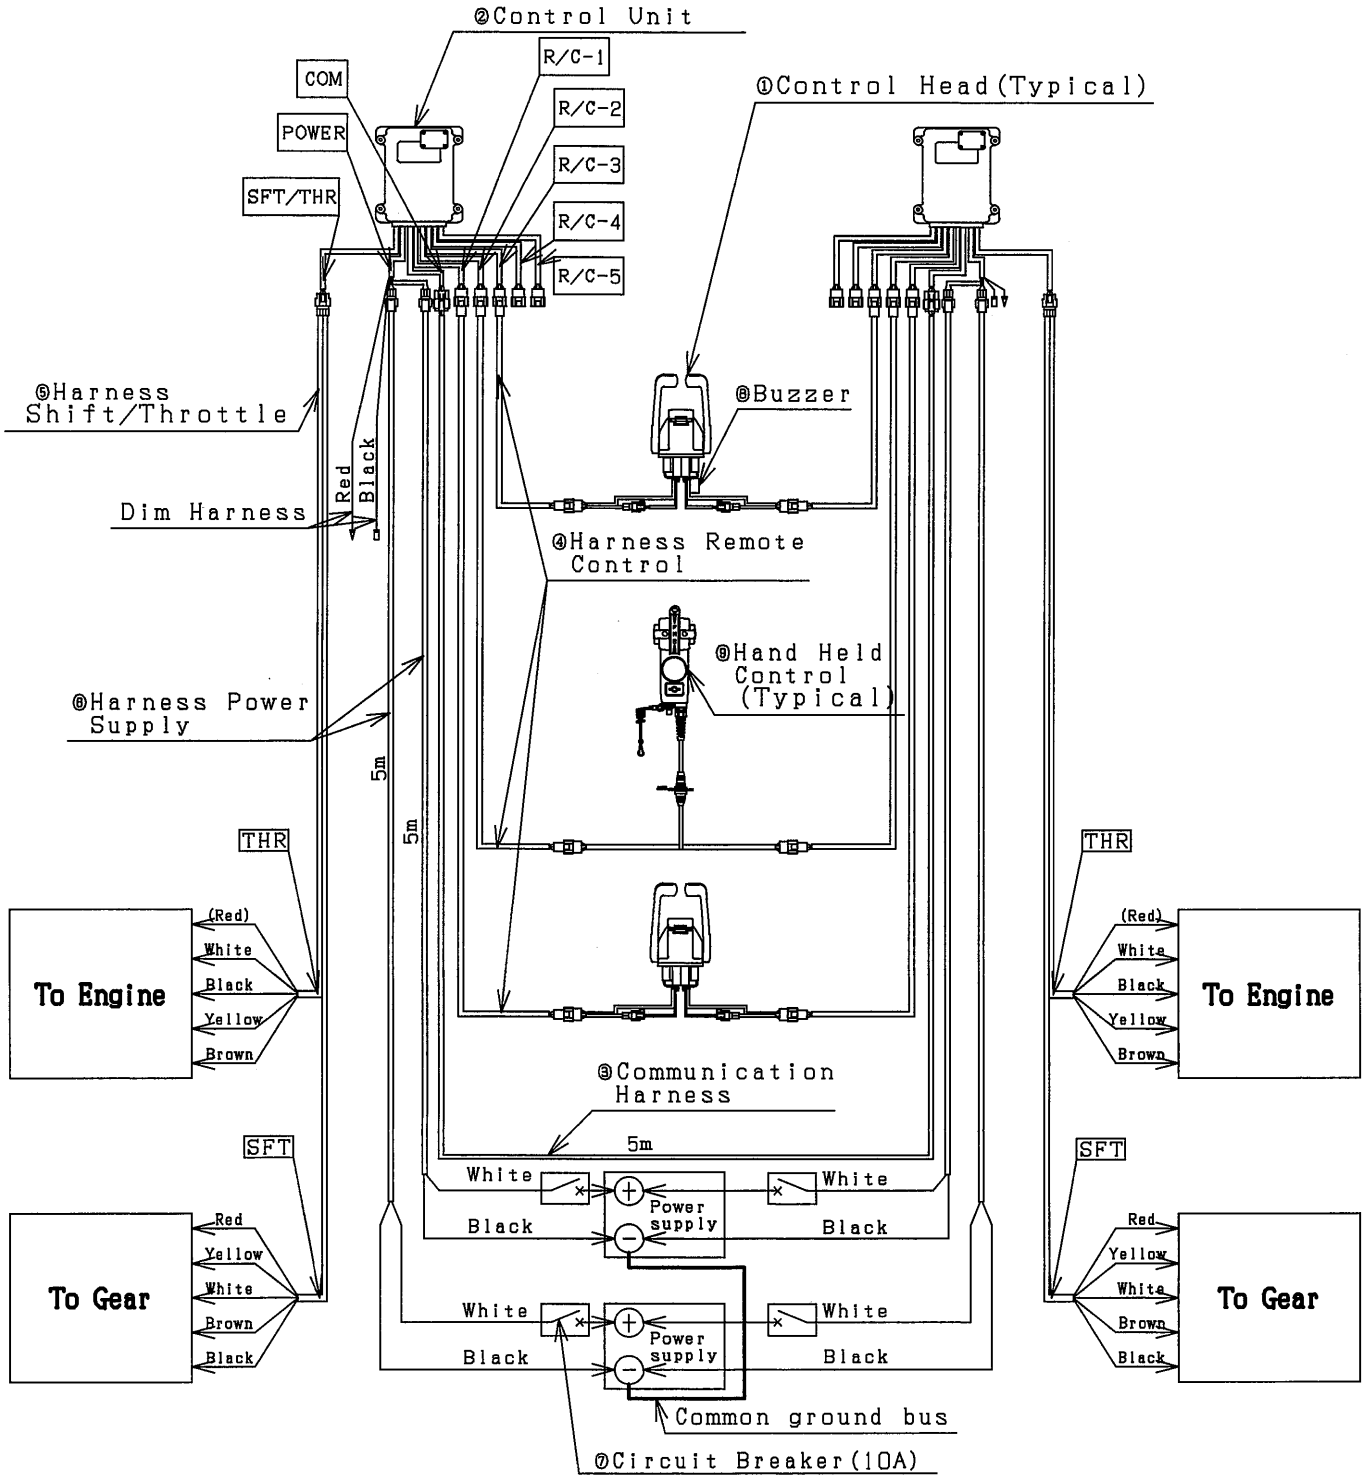 ②Control Unit
R/C-1
COM
①Control Head(Typical)
R/C-2
POWER
R/C-3
SFT/THR
R/C-4
R/C-5
⑤Harness
Shift/Throttle
⑧Buzzer
Red
Black
Dim Harness
④Harness Remote
Control
⑨Hand Held
Control
(Typical)
⑥Harness Power
Supply
5m
5m
THR
THR
(Red)
White
Black
Yellow
Brown
To Engine
(Red)
White
Black
Yellow
Brown
To Engine
③Communication
Harness
5m
SFT
SFT
White
White
Power
supply
Black
Black
Red
Yellow
White
Brown
Black
To Gear
Red
Yellow
White
Brown
Black
To Gear
White
White
Power
supply
Black
Black
Common ground bus
⑦Circuit Breaker(10A)